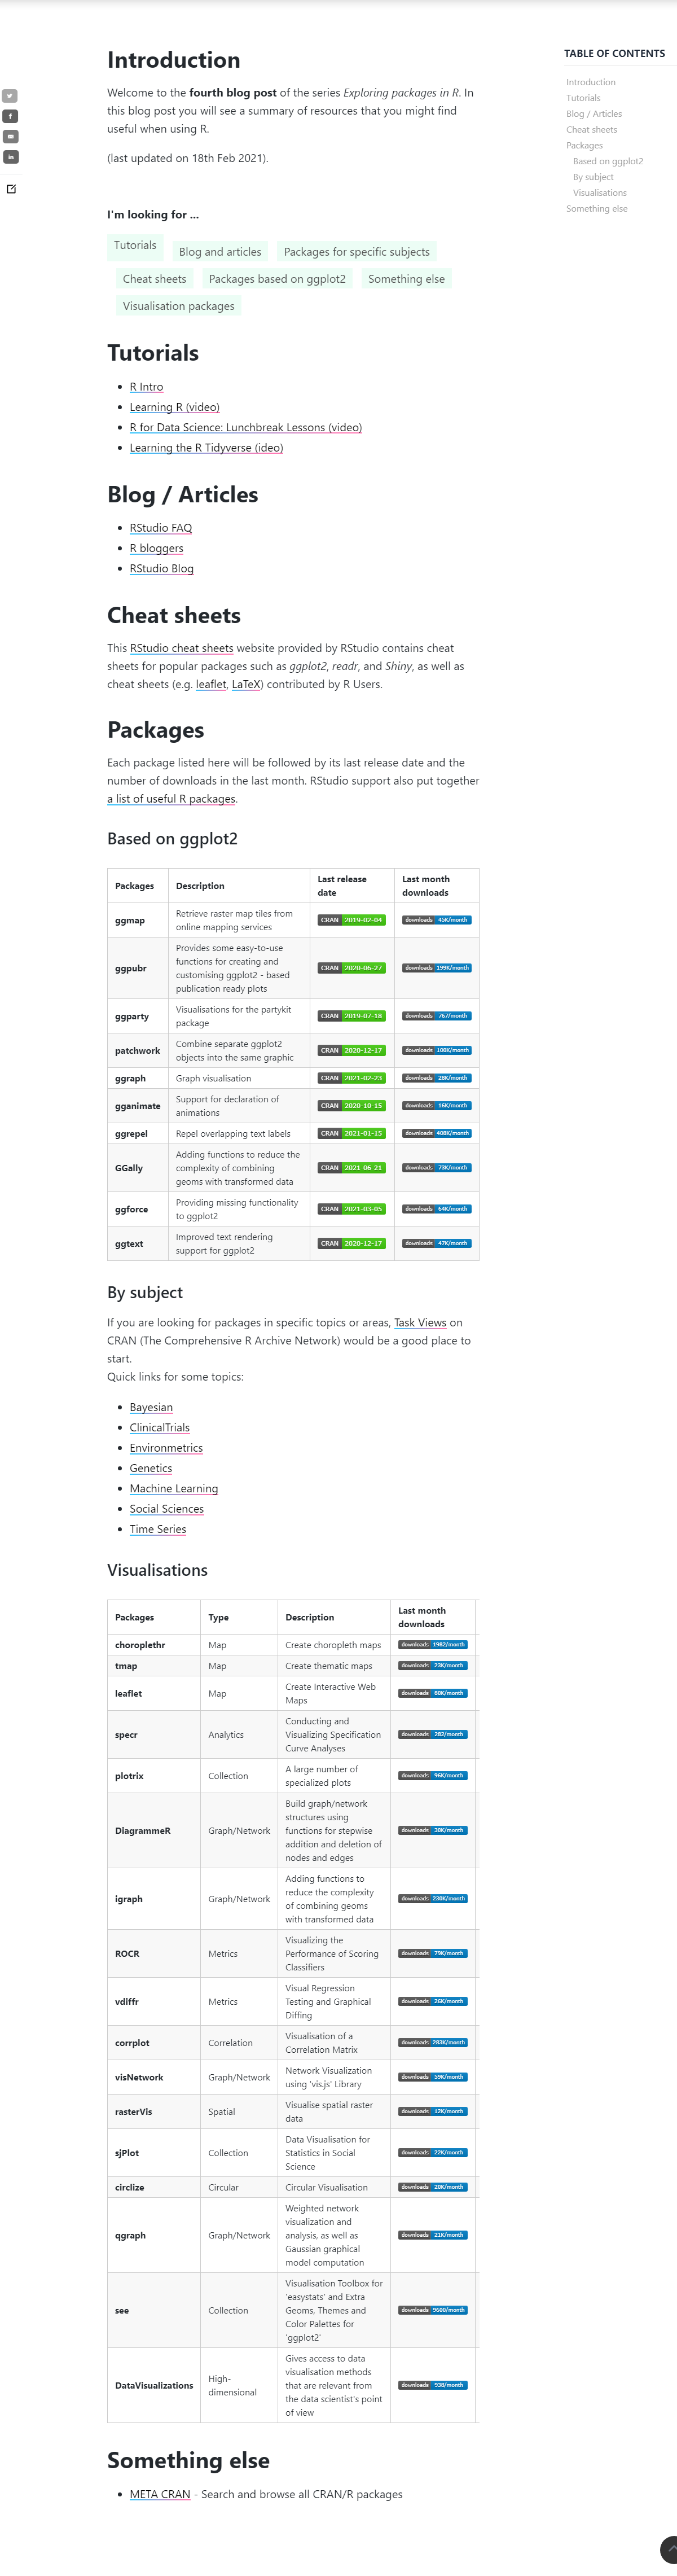 Introduction
Welcome to the fourth blog post of the series Exploring packages in R. In
this blog post you will see a summary of resources that you might find
useful when using R.
(last updated on 18th Feb 2021).
I'm looking for ...
Tutorials
Blog and articles
Packages for specific subjects
Cheat sheets
Packages based on ggplot2
Something else
Visualisation packages
TABLE OF CONTENTS
Introduction
Tutorials
Blog / Articles
Cheat sheets
Packages
Based on ggplot2
By subject
Visualisations
Something else
Tutorials
R Intro
Learning R (video)
R for Data Science: Lunchbreak Lessons (video)
Learning the R Tidyverse (ideo)
Blog / Articles
RStudio FAQ
R bloggers
RStudio Blog
Cheat sheets
This RStudio cheat sheets website provided by RStudio contains cheat
sheets for popular packages such as ggplot2, readr, and Shiny, as well as
cheat sheets (e.g. leaflet, LaTeX) contributed by R Users.
Packages
Each package listed here will be followed by its last release date and the
number of downloads in the last month. RStudio support also put together
a list of useful R packages.
Based on ggplot2
Packages Description Last release date Last month downloads
ggmap Retrieve raster map tiles from online mapping services CRAN 2019-02-04 downloads 45K/month
ggpubr Provides some easy-to-use functions for creating and customising ggplot2 - based publication ready plots CRAN 2020-06-27 downloads 199K/month
ggparty Visualisations for the partykit package CRAN 2019-07-18 downloads 767/month
patchwork Combine separate ggplot2 objects into the same graphic CRAN 2020-12-17 downloads 108K/month
ggraph Graph visualisation CRAN 2021-02-23 downloads 28K/month
gganimate Support for declaration of animations CRAN 2020-10-15 downloads 16K/month
ggrepel Repel overlapping text labels CRAN 2021-01-15 downloads 408K/month
GGally Adding functions to reduce the complexity of combining geoms with transformed data CRAN 2021-06-21 downloads 73K/month
ggforce Providing missing functionality to ggplot2 CRAN 2021-03-05 downloads 64K/month
ggtext Improved text rendering support for ggplot2 CRAN 2020-12-17 downloads 47K/month
By subject
If you are looking for packages in specific topics or areas, Task Views on
CRAN (The Comprehensive R Archive Network) would be a good place to
start.
Quick links for some topics:
Bayesian
ClinicalTrials
Environmetrics
Genetics
Machine Learning
Social Sciences
Time Series
Visualisations
Packages Type Description Last month downloads
choroplethr Map Create choropleth maps downloads 1982/month
tmap Map Create thematic maps downloads 23K/month
leaflet Map Create Interactive Web Maps downloads 80K/month
specr Analytics Conducting and Visualizing Specification Curve Analyses downloads 282/month
plotrix Collection A large number of specialized plots downloads 96K/month
DiagrammeR Graph/Network Build graph/network structures using functions for stepwise addition and deletion of nodes and edges downloads 30K/month
igraph Graph/Network Adding functions to reduce the complexity of combining geoms with transformed data downloads 230K/month
ROCR Metrics Visualizing the Performance of Scoring Classifiers downloads 79K/month
vdiffr Metrics Visual Regression Testing and Graphical Diffing downloads 26K/month
corrplot Correlation Visualisation of a Correlation Matrix downloads 283K/month
visNetwork Graph/Network Network Visualization using 'vis.js' Library downloads 59K/month
rasterVis Spatial Visualise spatial raster data downloads 12K/month
sjPlot Collection Data Visualisation for Statistics in Social Science downloads 22K/month
circlize Circular Circular Visualisation downloads 20K/month
qgraph Graph/Network Weighted network visualization and analysis, as well as Gaussian graphical model computation downloads 21K/month
see Collection Visualisation Toolbox for 'easystats' and Extra Geoms, Themes and Color Palettes for 'ggplot2' downloads 9600/month
DataVisualizations High-dimensional Gives access to data visualisation methods that are relevant from the data scientist's point of view downloads 938/month
Something else
META CRAN - Search and browse all CRAN/R packages